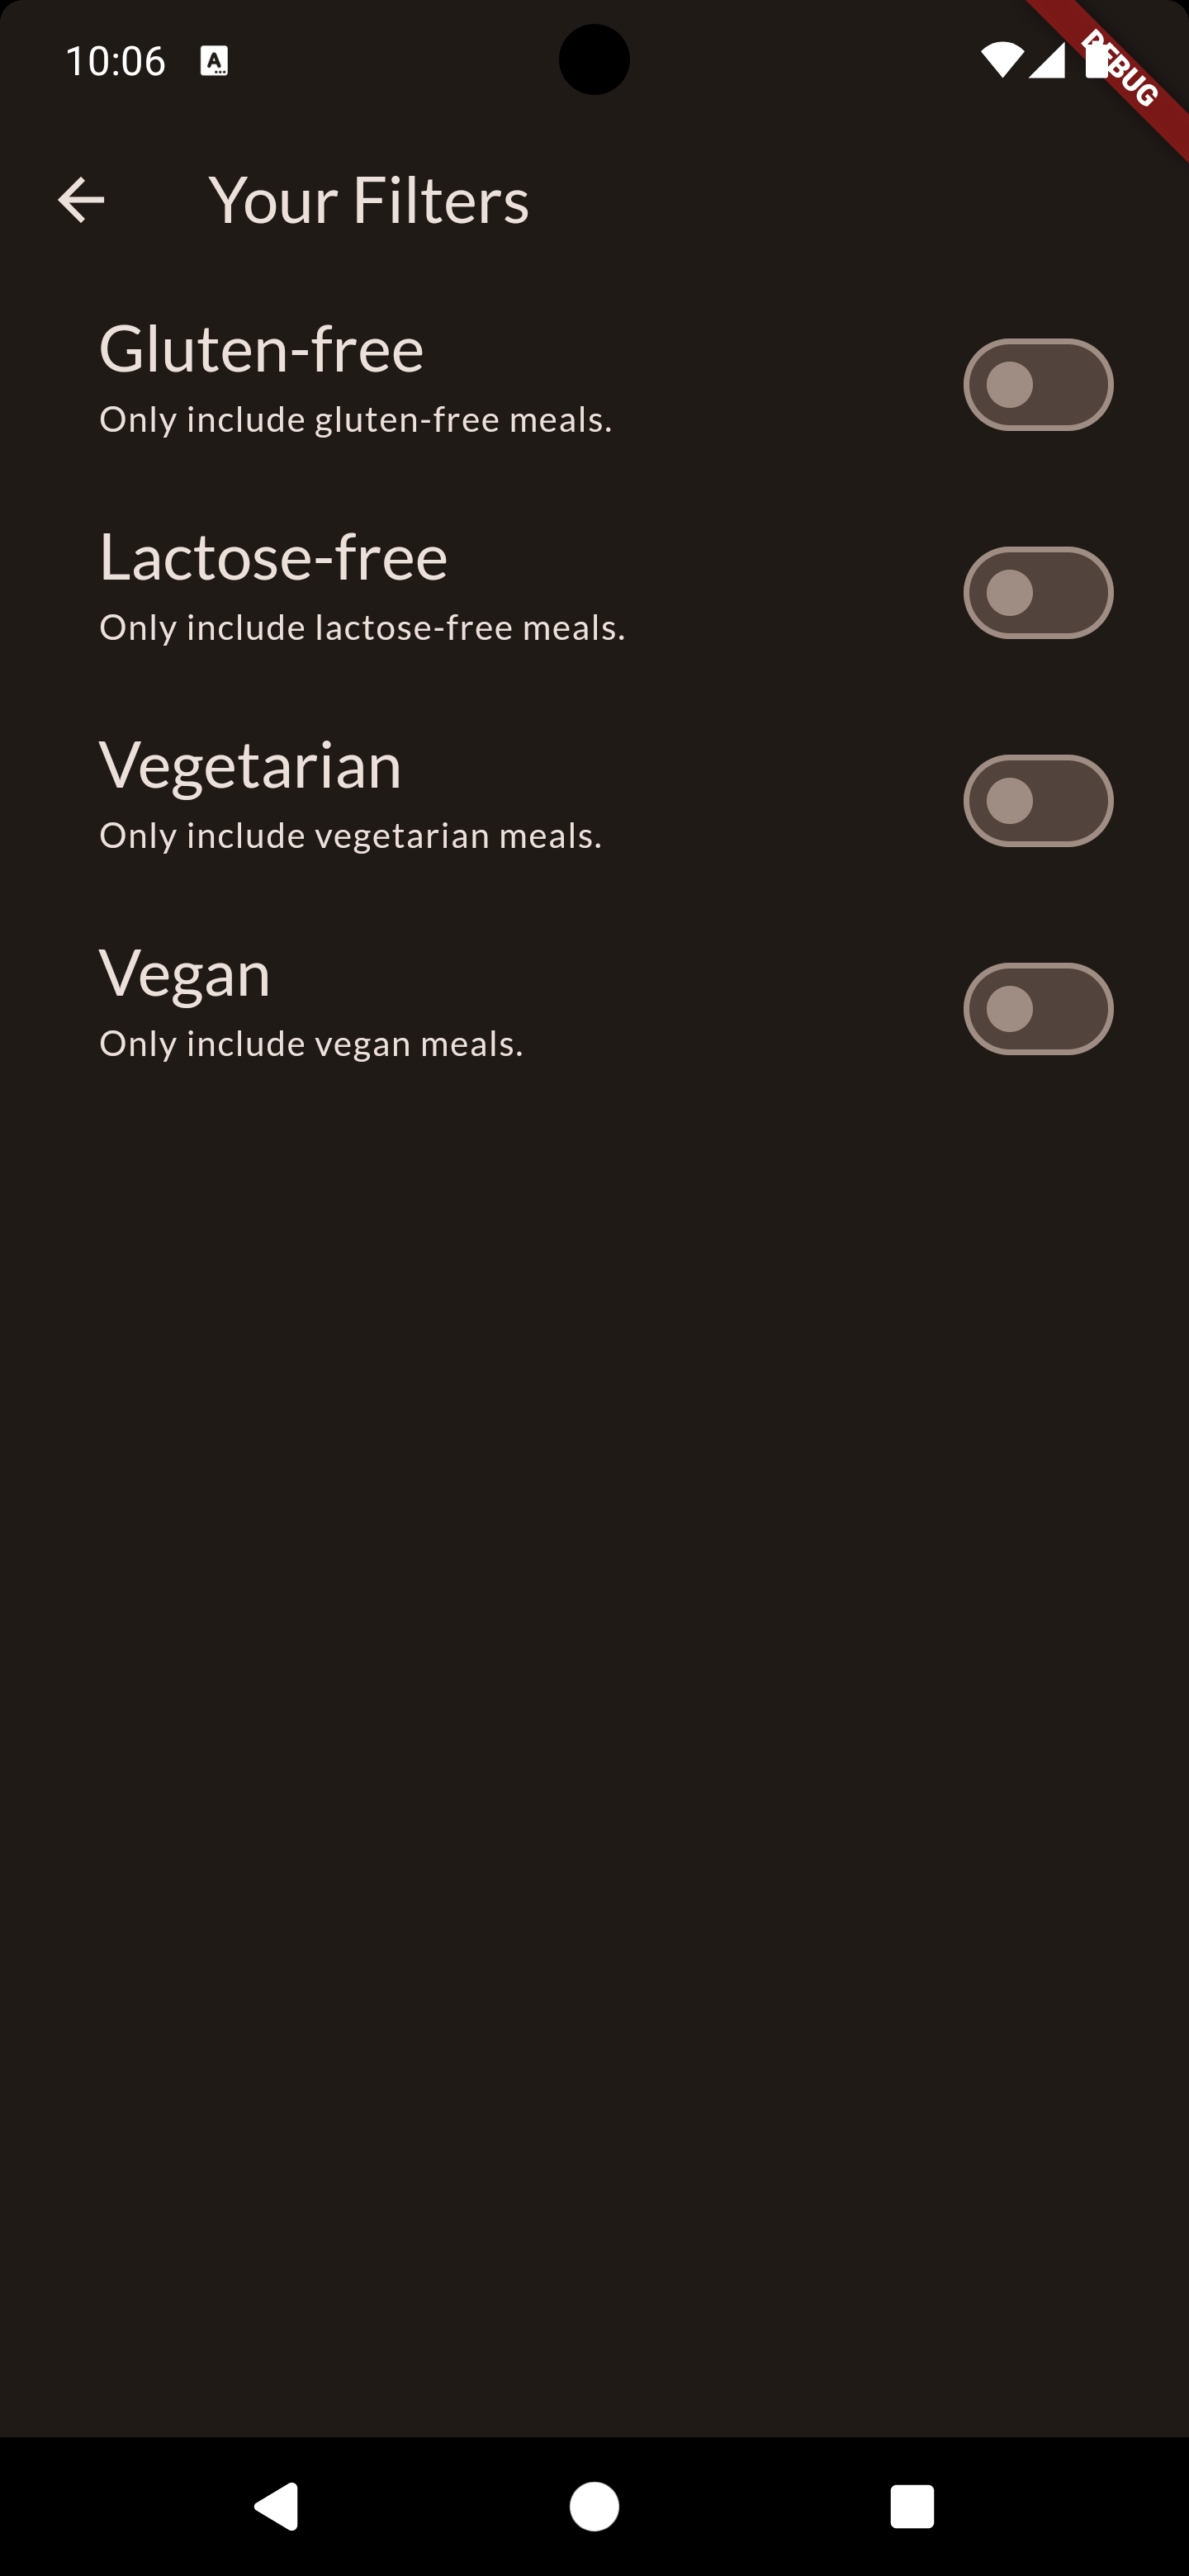 10:06
DEBUG
Your Filters
Gluten-free
Only include gluten-free meals.
Lactose-free
Only include lactose-free meals.
Vegetarian
Only include vegetarian meals.
Vegan
Only include vegan meals.